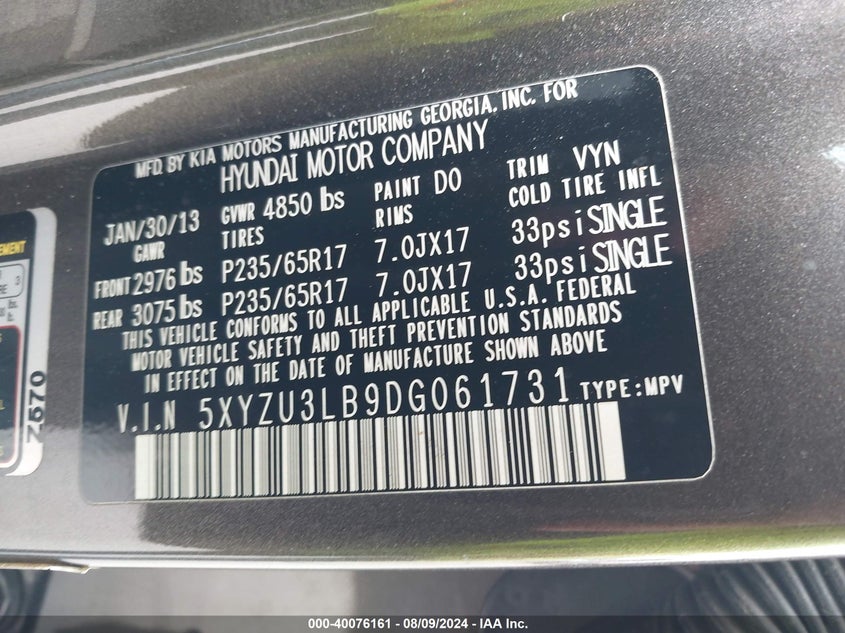 MFD. BY KIA MOTORS MANUFACTURING GEORGIA, INC. FOR
HYUNDAI MOTOR COMPANY
JAN/30/13 GVWR 4850 lbs PAINT DO TRIM VYN
GAWR TIRES RIMS COLD TIRE INFL
FRONT 2976 lbs P235/65R17 7.0JX17 33psi SINGLE
REAR 3075 lbs P235/65R17 7.0JX17 33psi SINGLE
THIS VEHICLE CONFORMS TO ALL APPLICABLE U.S.A. FEDERAL
MOTOR VEHICLE SAFETY AND THEFT PREVENTION STANDARDS
IN EFFECT ON THE DATE OF MANUFACTURE SHOWN ABOVE
V.I.N 5XYZU3LB9DG061731 TYPE:MPV
Z670
000-40076161 - 08/09/2024 - IAA Inc.